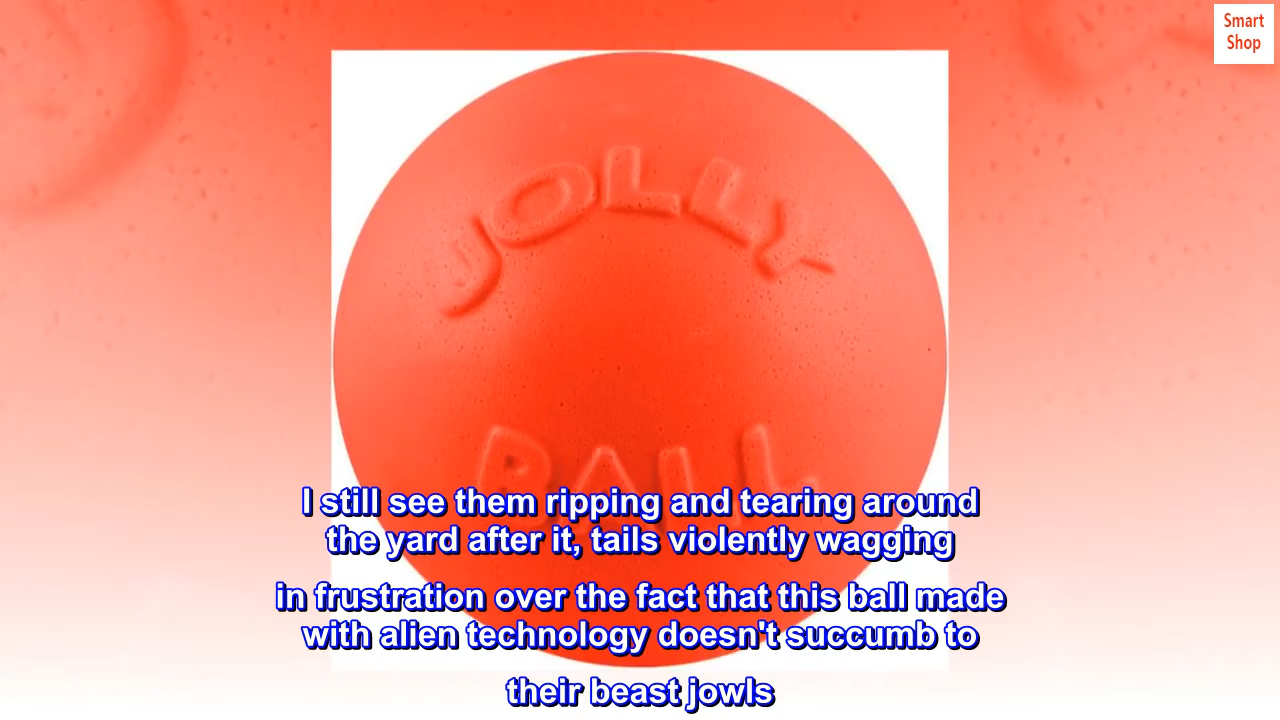 Smart
Shop
JOLLY
BALL
I still see them ripping and tearing around
the yard after it, tails violently wagging
in frustration over the fact that this ball made
with alien technology doesn't succumb to
their beast jowls